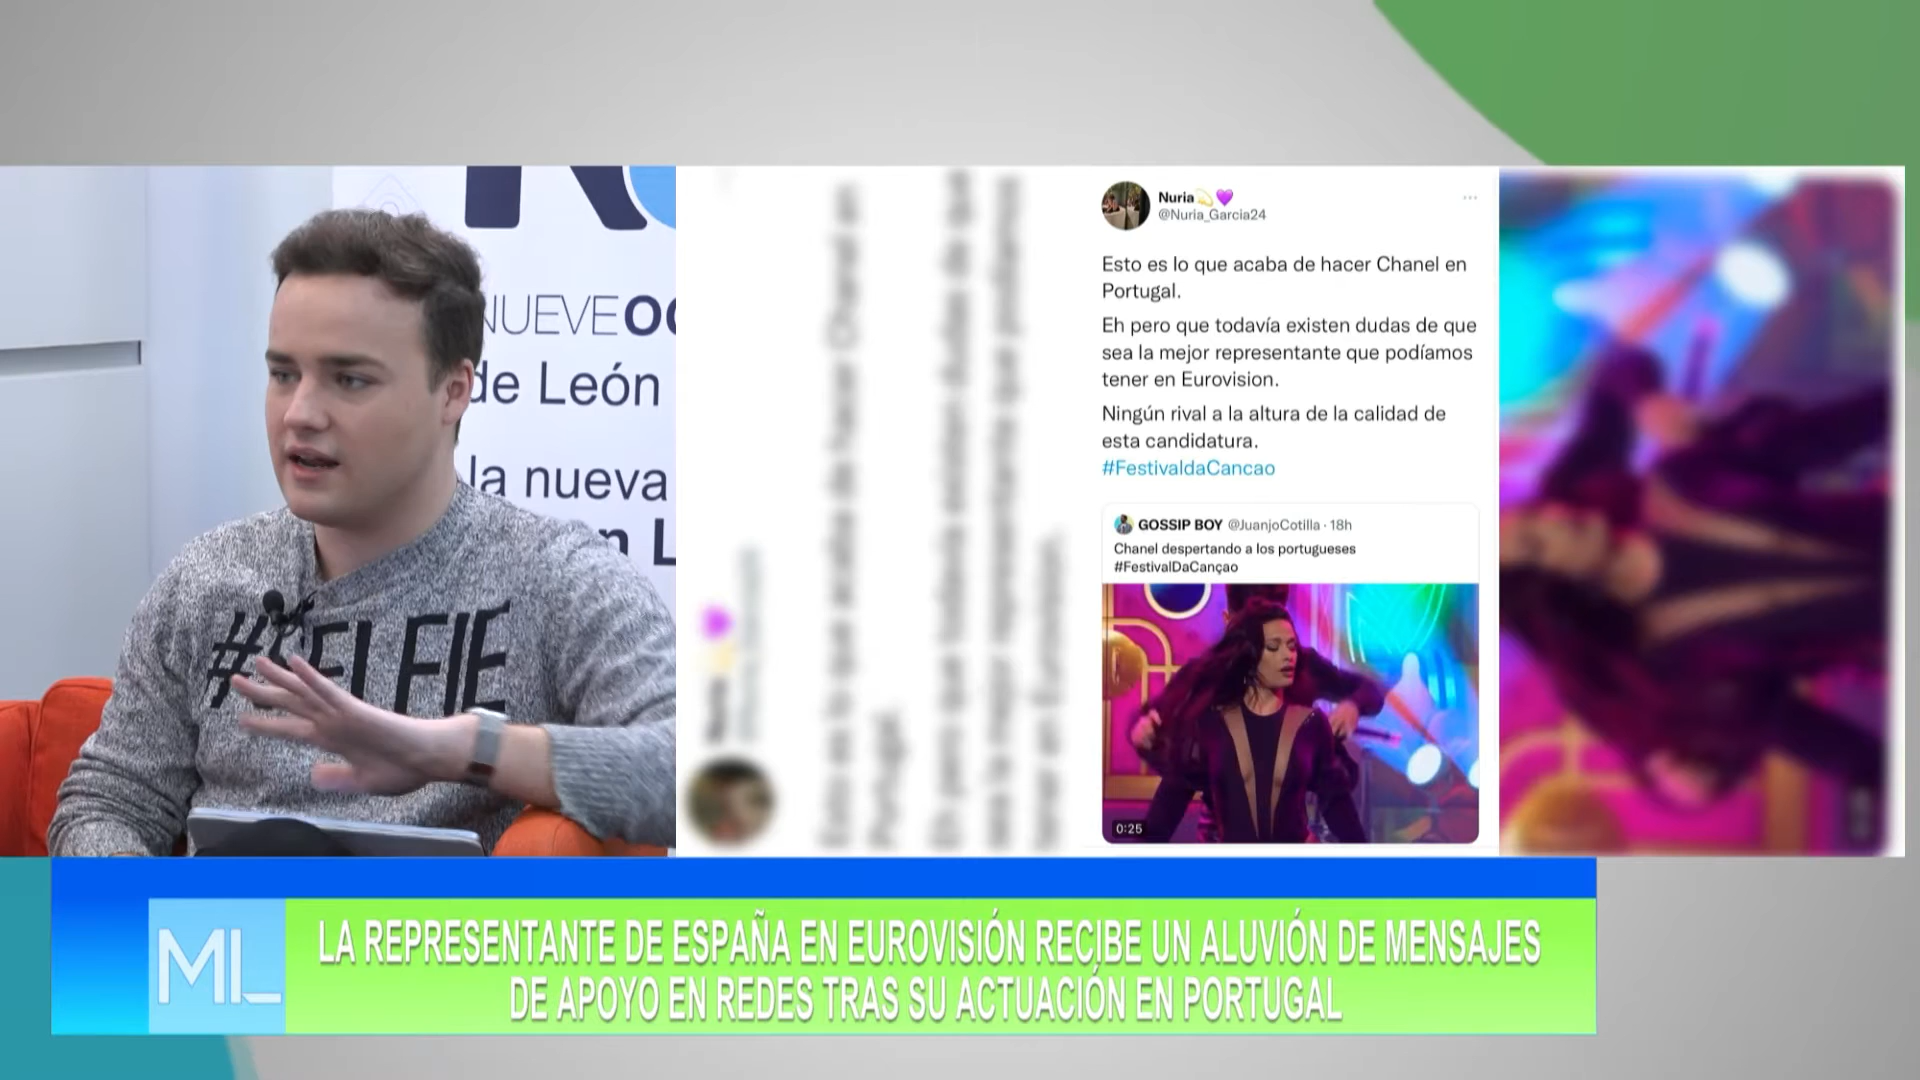 NUEVE
de León
la nueva
#SELFIE
Nuria
@Nuria_Garcia24
Esto es lo que acaba de hacer Chanel en
Portugal.
Eh pero que todavía existen dudas de que
sea la mejor representante que podíamos
tener en Eurovision.
Ningún rival a la altura de la calidad de
esta candidatura.
#FestivaldaCancao
GOSSIP BOY @JuanjoCotilla · 18h
Chanel despertando a los portugueses
#FestivalDaCançao
0:25
ML
LA REPRESENTANTE DE ESPAÑA EN EUROVISIÓN RECIBE UN ALUVIÓN DE MENSAJES
DE APOYO EN REDES TRAS SU ACTUACIÓN EN PORTUGAL